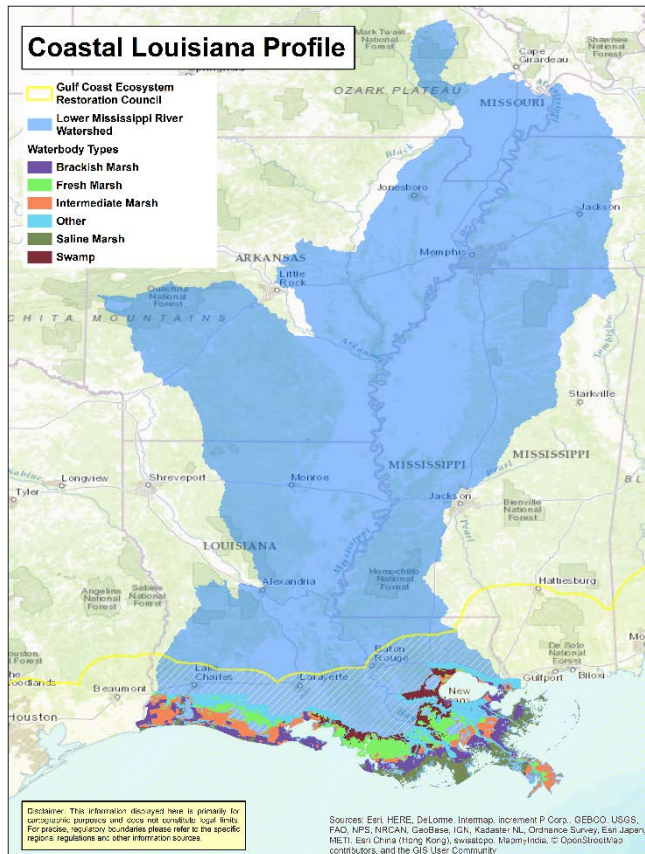 Coastal Louisiana Profile
Gulf Coast Ecosystem
Restoration Council
Lower Mississippi River
Watershed
Waterbody Types
Brackish Marsh
Fresh Marsh
Intermediate Marsh
Other
Saline Marsh
Swamp
Mark Twain
National
Forest
Cape
Girardeau
Shawnee
National
Forest
OZARK PLATEAU
MISSOURI
Black
Jonesboro
Jackson
Memphis
ARKANSAS
Little
Rock
Ouachita
National
Forest
CHITA MOUNTAINS
Arkansas
Tombigbee
Starkville
MISSISSIPPI
MISSISSIPPI
Pearl
Sabine
Longview
Shreveport
Tyler
Monroe
Jackson
Bienville
National
Forest
Pearl
LOUISIANA
Mississippi
Homochitto
National
Forest
Alexandria
Angelina
National
Forest
Sabine
National
Forest
Hattiesburg
De Soto
National
Forest
Baton
Rouge
Lake
Charles
Lafayette
Gulfport
Biloxi
Woodlands
Beaumont
Houston
New
Disclaimer: This information displayed here is primarily for
cartographic purposes and does not constitute legal limits.
For precise, regulatory boundaries please refer to the specific
regional regulations and other information sources.
Sources: Esri, HERE, DeLorme, Intermap, increment P Corp., GEBCO, USGS,
FAO, NPS, NRCAN, GeoBase, IGN, Kadaster NL, Ordnance Survey, Esri Japan,
METI, Esri China (Hong Kong), swisstopo, MapmyIndia, © OpenStreetMap
contributors, and the GIS User Community